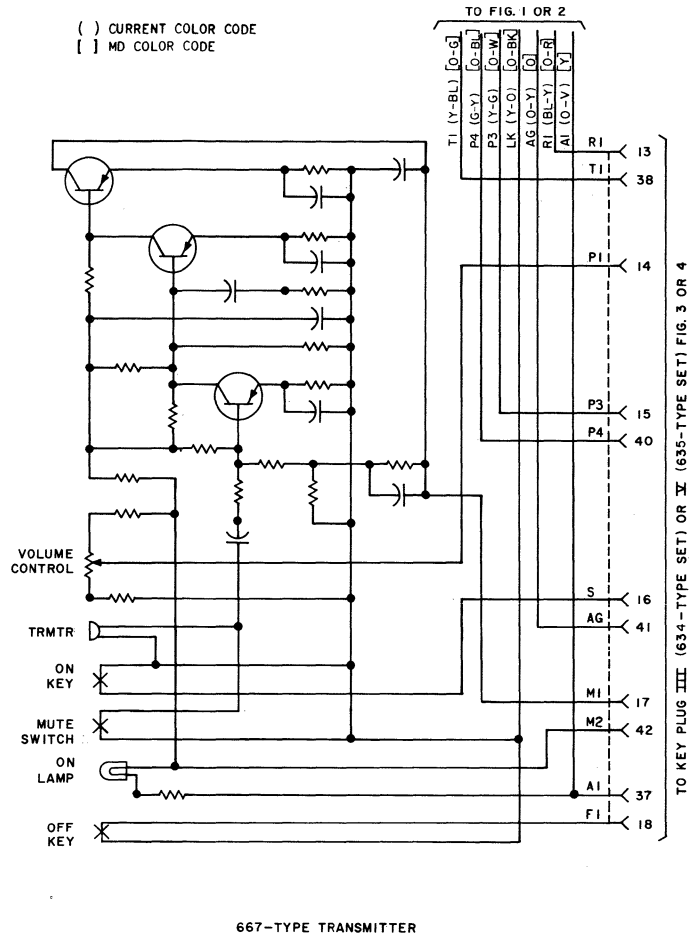 TO FIG. 1 OR 2
( ) CURRENT COLOR CODE
[ ] MD COLOR CODE
T1 (Y-BL) [O-G]
P4 (G-Y) [O-BL]
P3 (Y-G) [O-W]
LK (Y-O) [O-BK]
AG (O-Y) [O]
R1 (BL-Y) [O-R]
A1 (O-V) [Y]
R1 13
T1 38
P1 14
P3 15
P4 40
VOLUME
CONTROL
S 16
TRMTR
AG 41
ON
KEY
M1 17
MUTE
SWITCH
M2 42
ON
LAMP
A1 37
F1 18
OFF
KEY
TO KEY PLUG III (634-TYPE SET) OR V (635-TYPE SET) FIG. 3 OR 4
667-TYPE TRANSMITTER